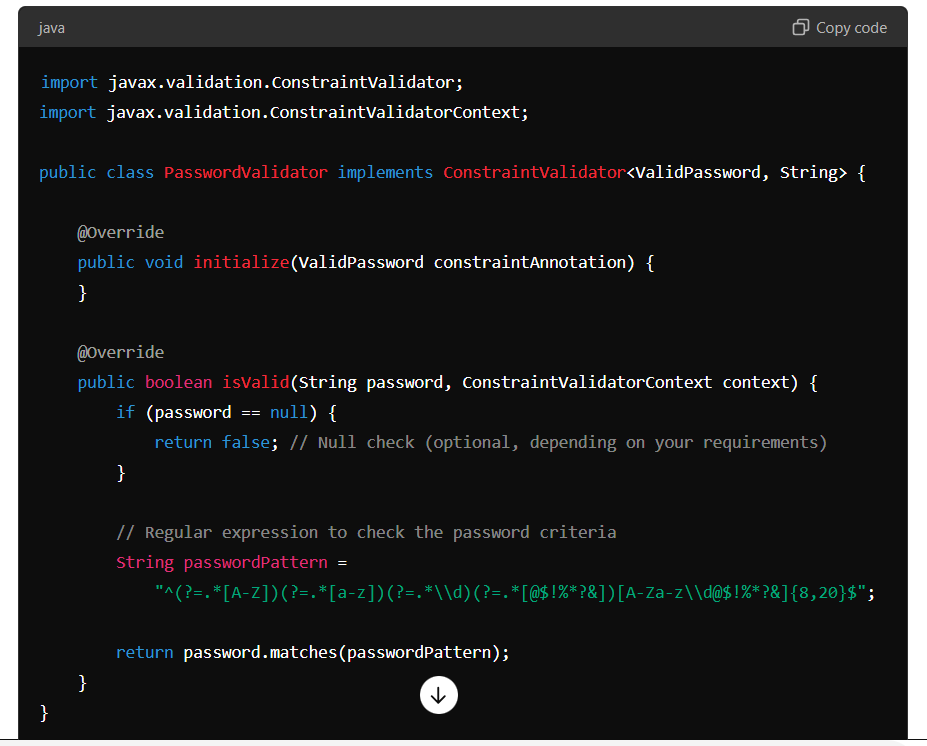 java
Copy code
import javax.validation.ConstraintValidator;
import javax.validation.ConstraintValidatorContext;
public class PasswordValidator implements ConstraintValidator<ValidPassword, String> {
@Override
public void initialize(ValidPassword constraintAnnotation) {
}
@Override
public boolean isValid(String password, ConstraintValidatorContext context) {
if (password == null) {
return false; // Null check (optional, depending on your requirements)
}
// Regular expression to check the password criteria
String passwordPattern =
"^(?=.*[A-Z])(?=.*[a-z])(?=.*\\d)(?=.*[@$!%*?&])[A-Za-z\\d@$!%*?&]{8,20}$";
return password.matches(passwordPattern);
}
}